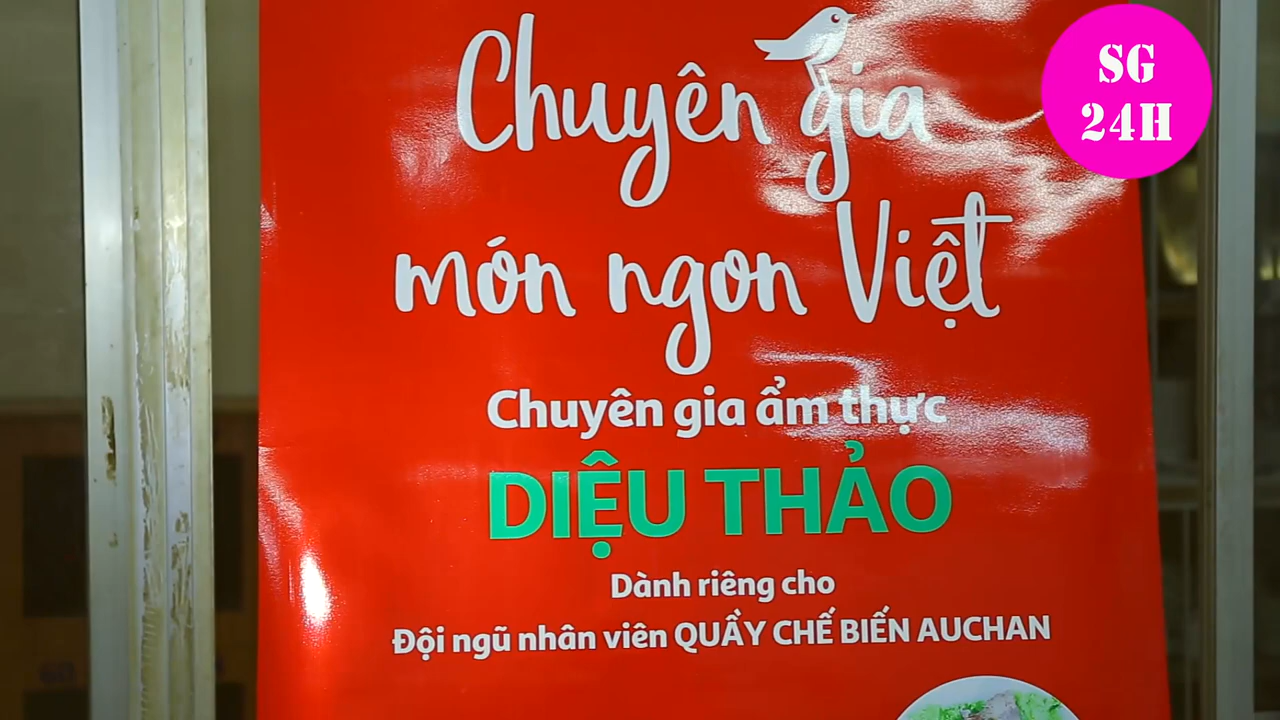 SG
24H
Chuyên gia
món ngon Việt
Chuyên gia ẩm thực
DIỆU THẢO
Dành riêng cho
Đội ngũ nhân viên QUẦY CHẾ BIẾN AUCHAN